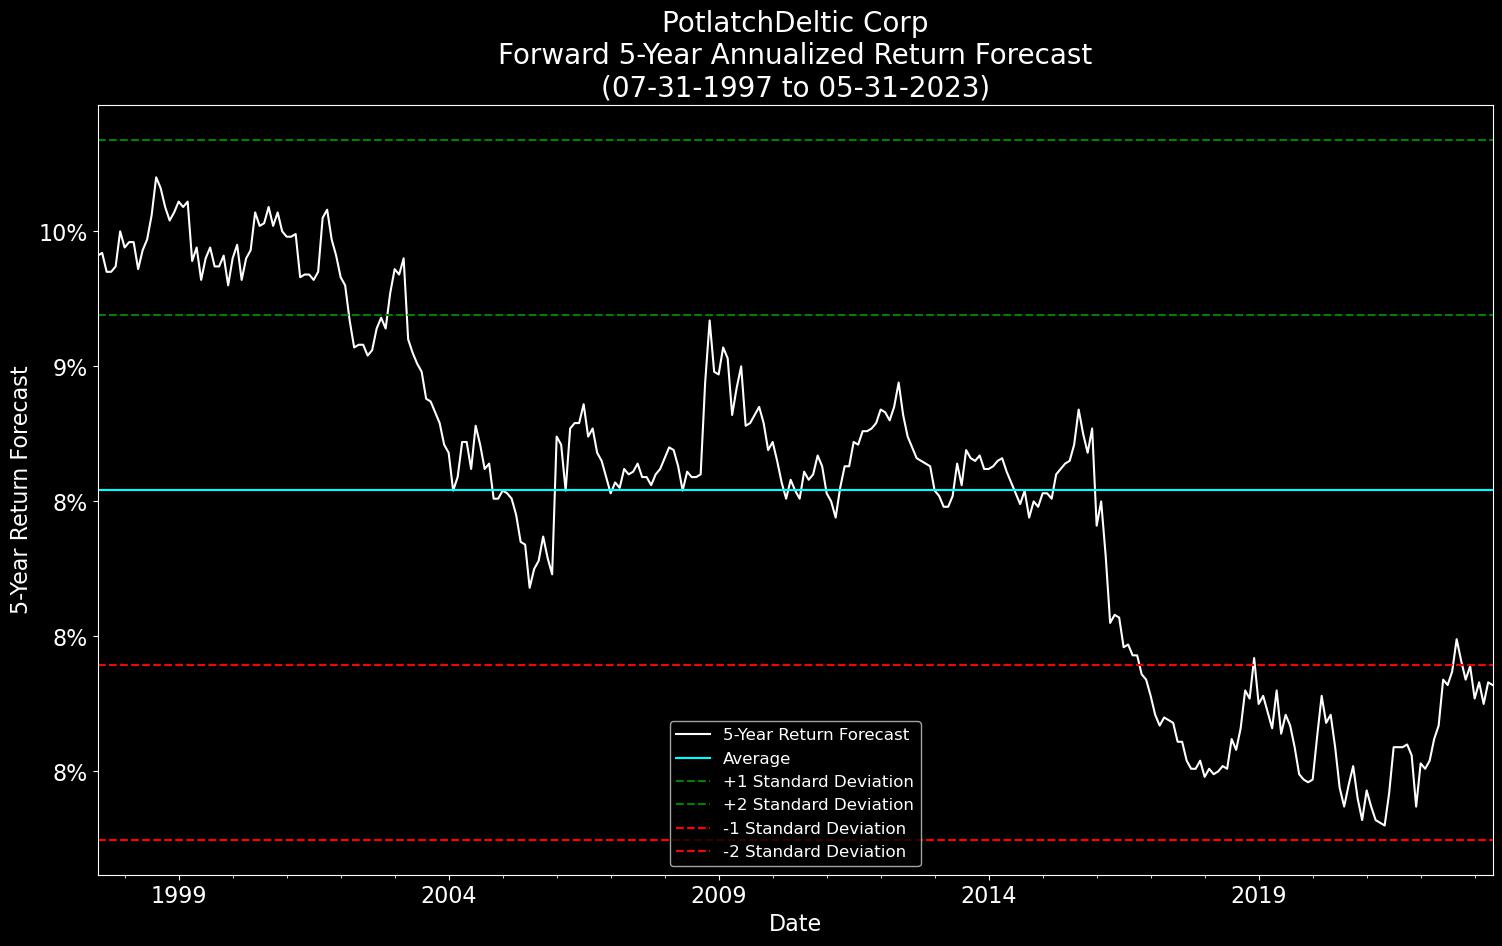 PotlatchDeltic Corp
Forward 5-Year Annualized Return Forecast
(07-31-1997 to 05-31-2023)
5-Year Return Forecast
10%
9%
8%
8%
8%
5-Year Return Forecast
Average
+1 Standard Deviation
+2 Standard Deviation
-1 Standard Deviation
-2 Standard Deviation
1999 2004 2009 2014 2019
Date